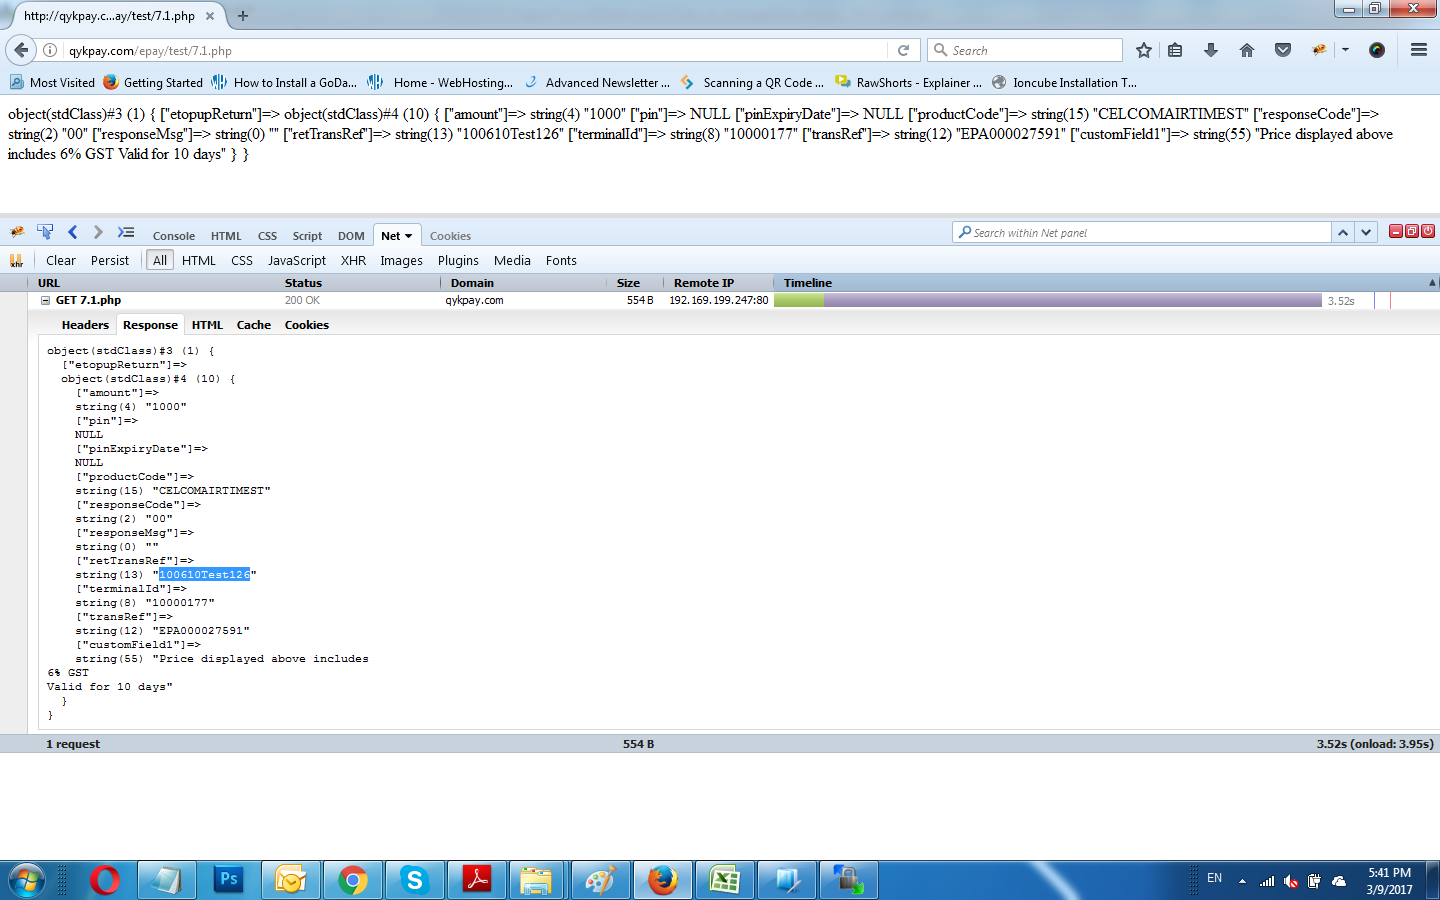 http://qykpay.c...ay/test/7.1.php
qykpay.com/epay/test/7.1.php
Search
Most Visited Getting Started How to Install a GoDa... Home - WebHosting... Advanced Newsletter ... Scanning a QR Code ... RawShorts - Explainer ... Ioncube Installation T...
object(stdClass)#3 (1) { ["etopupReturn"]=> object(stdClass)#4 (10) { ["amount"]=> string(4) "1000" ["pin"]=> NULL ["pinExpiryDate"]=> NULL ["productCode"]=> string(15) "CELCOMAIRTIMEST" ["responseCode"]=>
string(2) "00" ["responseMsg"]=> string(0) "" ["retTransRef"]=> string(13) "100610Test126" ["terminalId"]=> string(8) "10000177" ["transRef"]=> string(12) "EPA000027591" ["customField1"]=> string(55) "Price displayed above
includes 6% GST Valid for 10 days" } }
Console HTML CSS Script DOM Net Cookies
Search within Net panel
xhr
Clear Persist All HTML CSS JavaScript XHR Images Plugins Media Fonts
URL Status Domain Size Remote IP Timeline
GET 7.1.php 200 OK qykpay.com 554 B 192.169.199.247:80 3.52s
Headers Response HTML Cache Cookies
object(stdClass)#3 (1) {
["etopupReturn"]=>
object(stdClass)#4 (10) {
["amount"]=>
string(4) "1000"
["pin"]=>
NULL
["pinExpiryDate"]=>
NULL
["productCode"]=>
string(15) "CELCOMAIRTIMEST"
["responseCode"]=>
string(2) "00"
["responseMsg"]=>
string(0) ""
["retTransRef"]=>
string(13) "100610Test126"
["terminalId"]=>
string(8) "10000177"
["transRef"]=>
string(12) "EPA000027591"
["customField1"]=>
string(55) "Price displayed above includes
6% GST
Valid for 10 days"
}
}
1 request 554 B 3.52s (onload: 3.95s)
Ps
EN
5:41 PM
3/9/2017